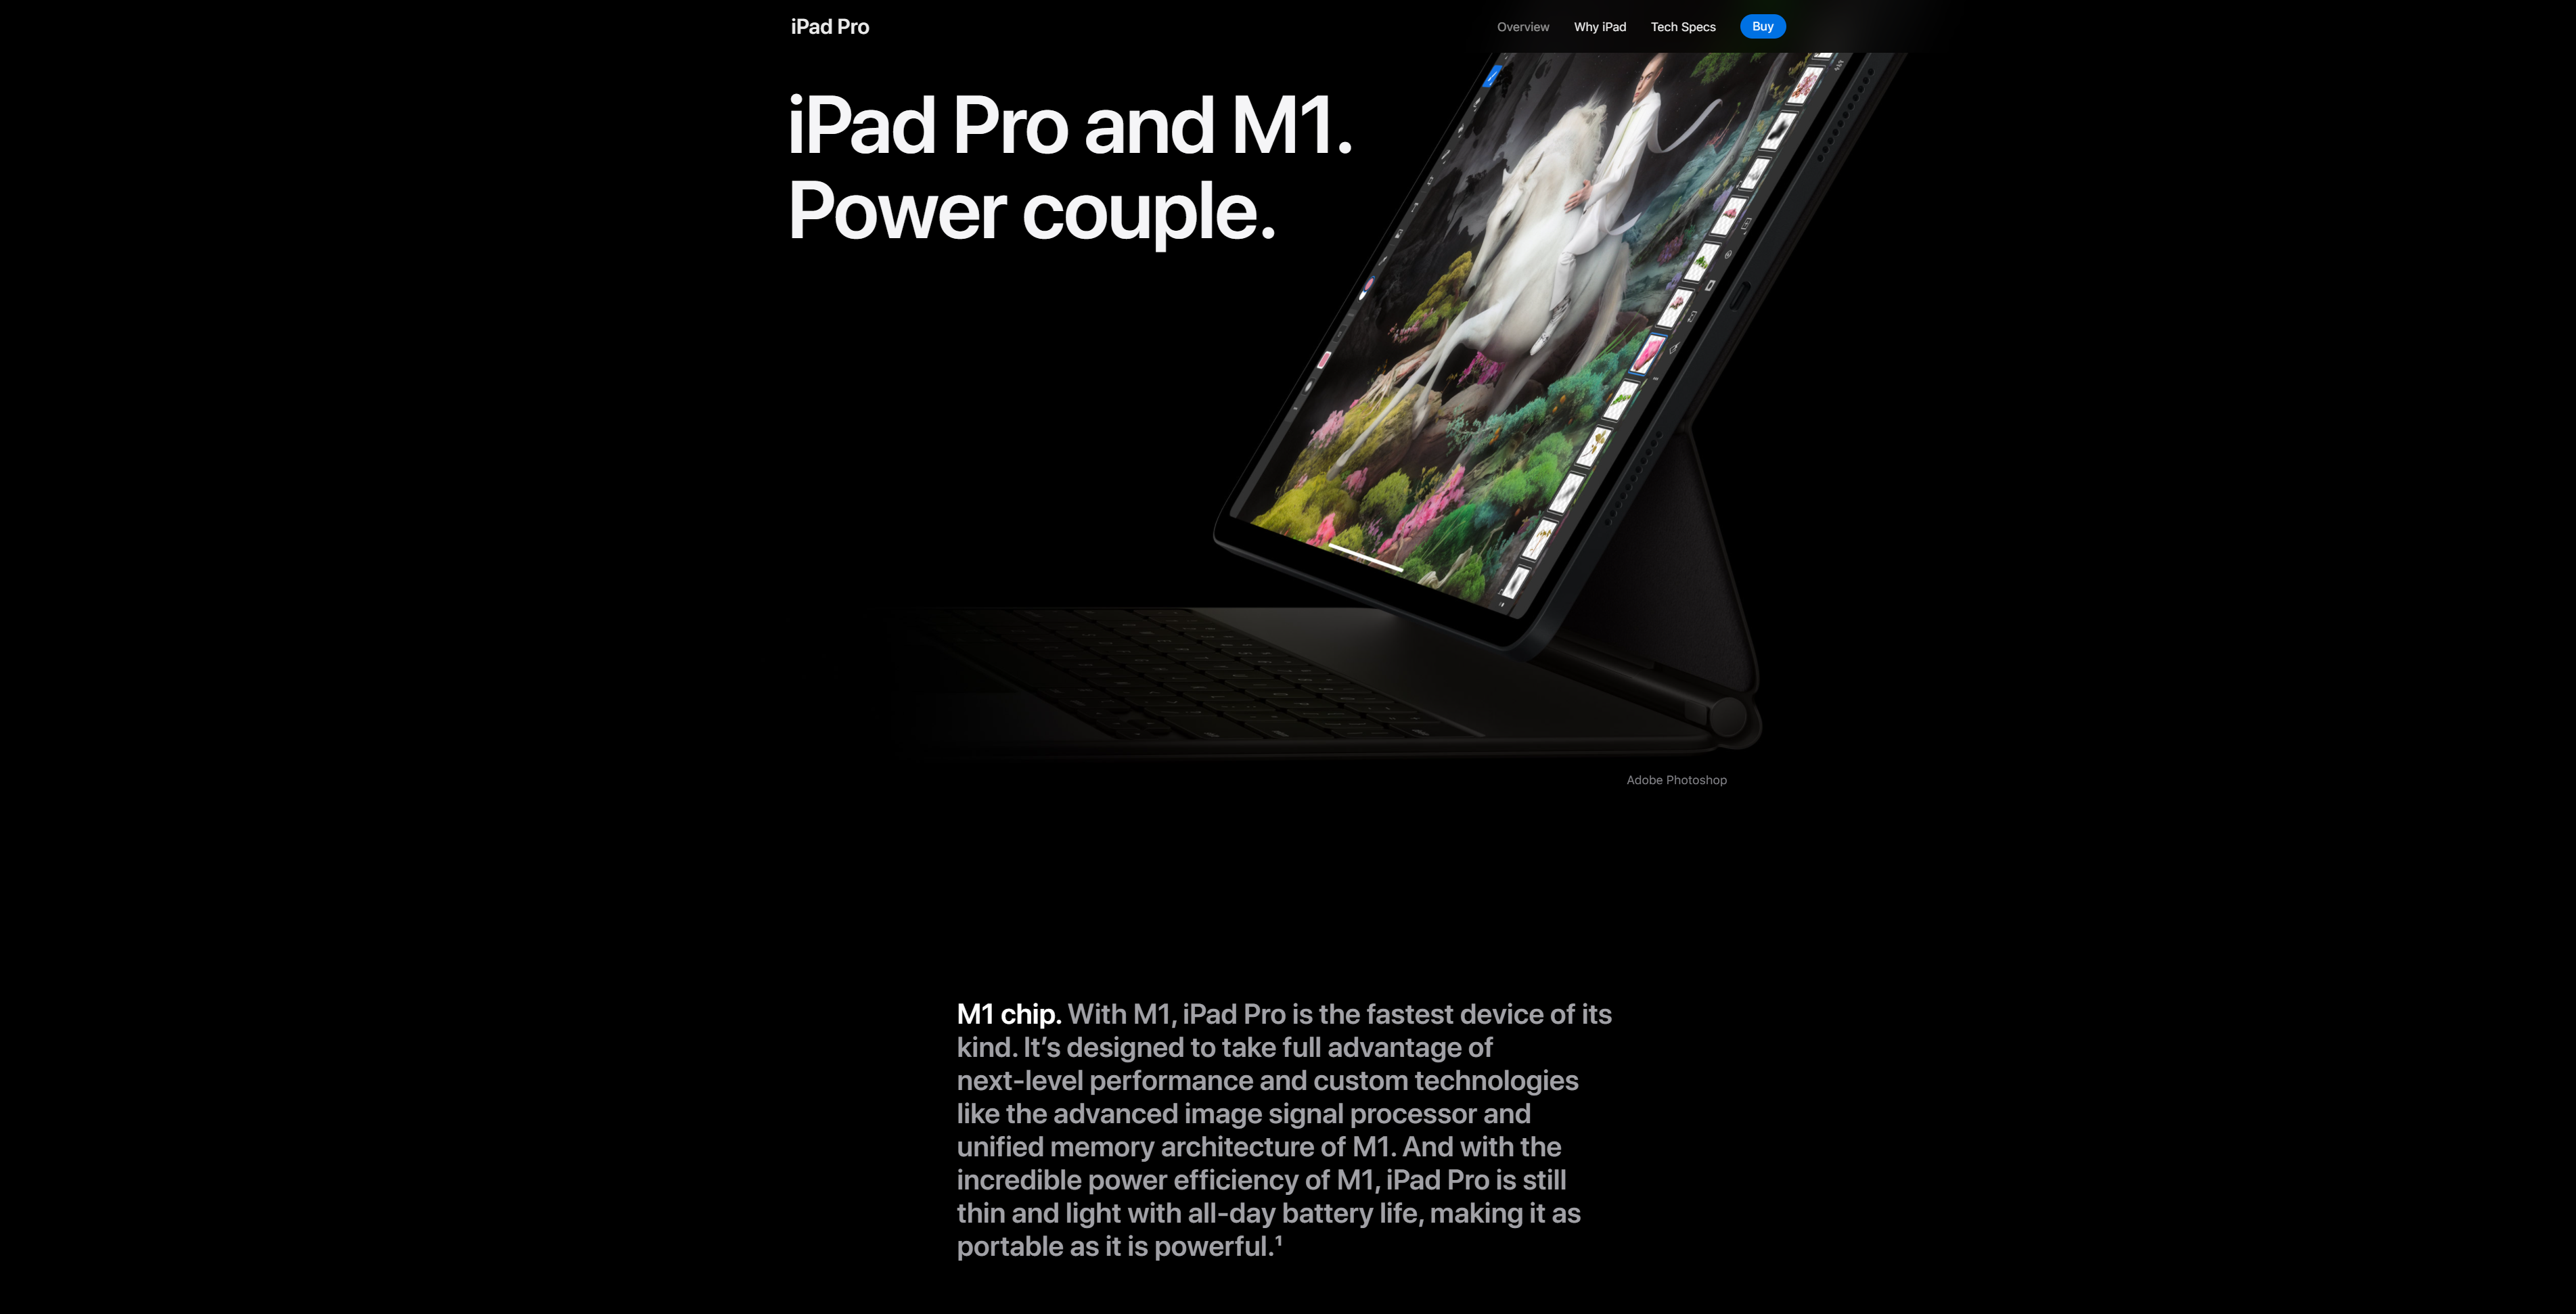 iPad Pro
Overview Why iPad Tech Specs Buy
iPad Pro and M1.
Power couple.
Adobe Photoshop
M1 chip. With M1, iPad Pro is the fastest device of its
kind. It’s designed to take full advantage of
next-level performance and custom technologies
like the advanced image signal processor and
unified memory architecture of M1. And with the
incredible power efficiency of M1, iPad Pro is still
thin and light with all-day battery life, making it as
portable as it is powerful.¹